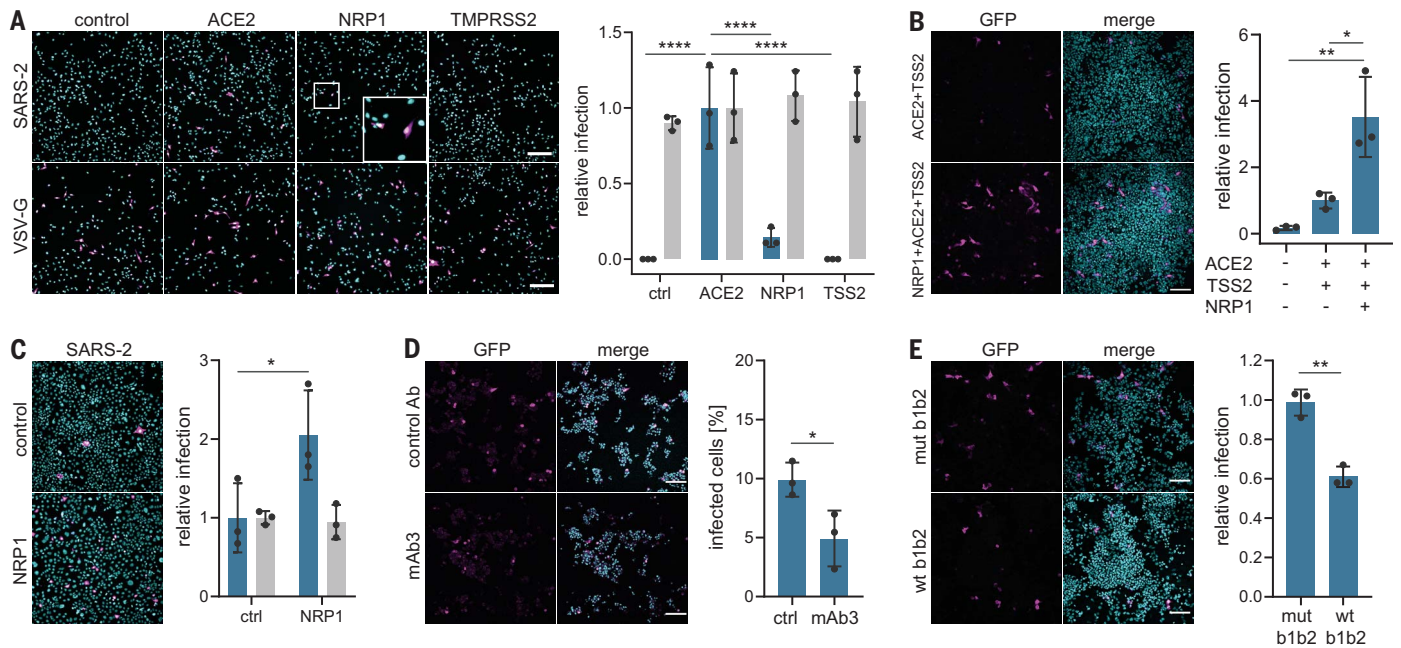 A
control
ACE2
NRP1
TMPRSS2
SARS-2
VSV-G
relative infection
1.5
1.0
0.5
0.0
****
****
****
ctrl
ACE2
NRP1
TSS2
B
GFP
merge
ACE2+TSS2
NRP1+ACE2+TSS2
relative infection
6
4
2
0
*
**
ACE2 - + +
TSS2 - + +
NRP1 - - +
C
SARS-2
control
NRP1
relative infection
3
2
1
0
*
ctrl
NRP1
D
GFP
merge
control Ab
mAb3
infected cells [%]
20
15
10
5
0
*
ctrl
mAb3
E
GFP
merge
mut b1b2
wt b1b2
relative infection
1.2
1.0
0.8
0.6
0.4
0.2
0.0
**
mut
b1b2
wt
b1b2